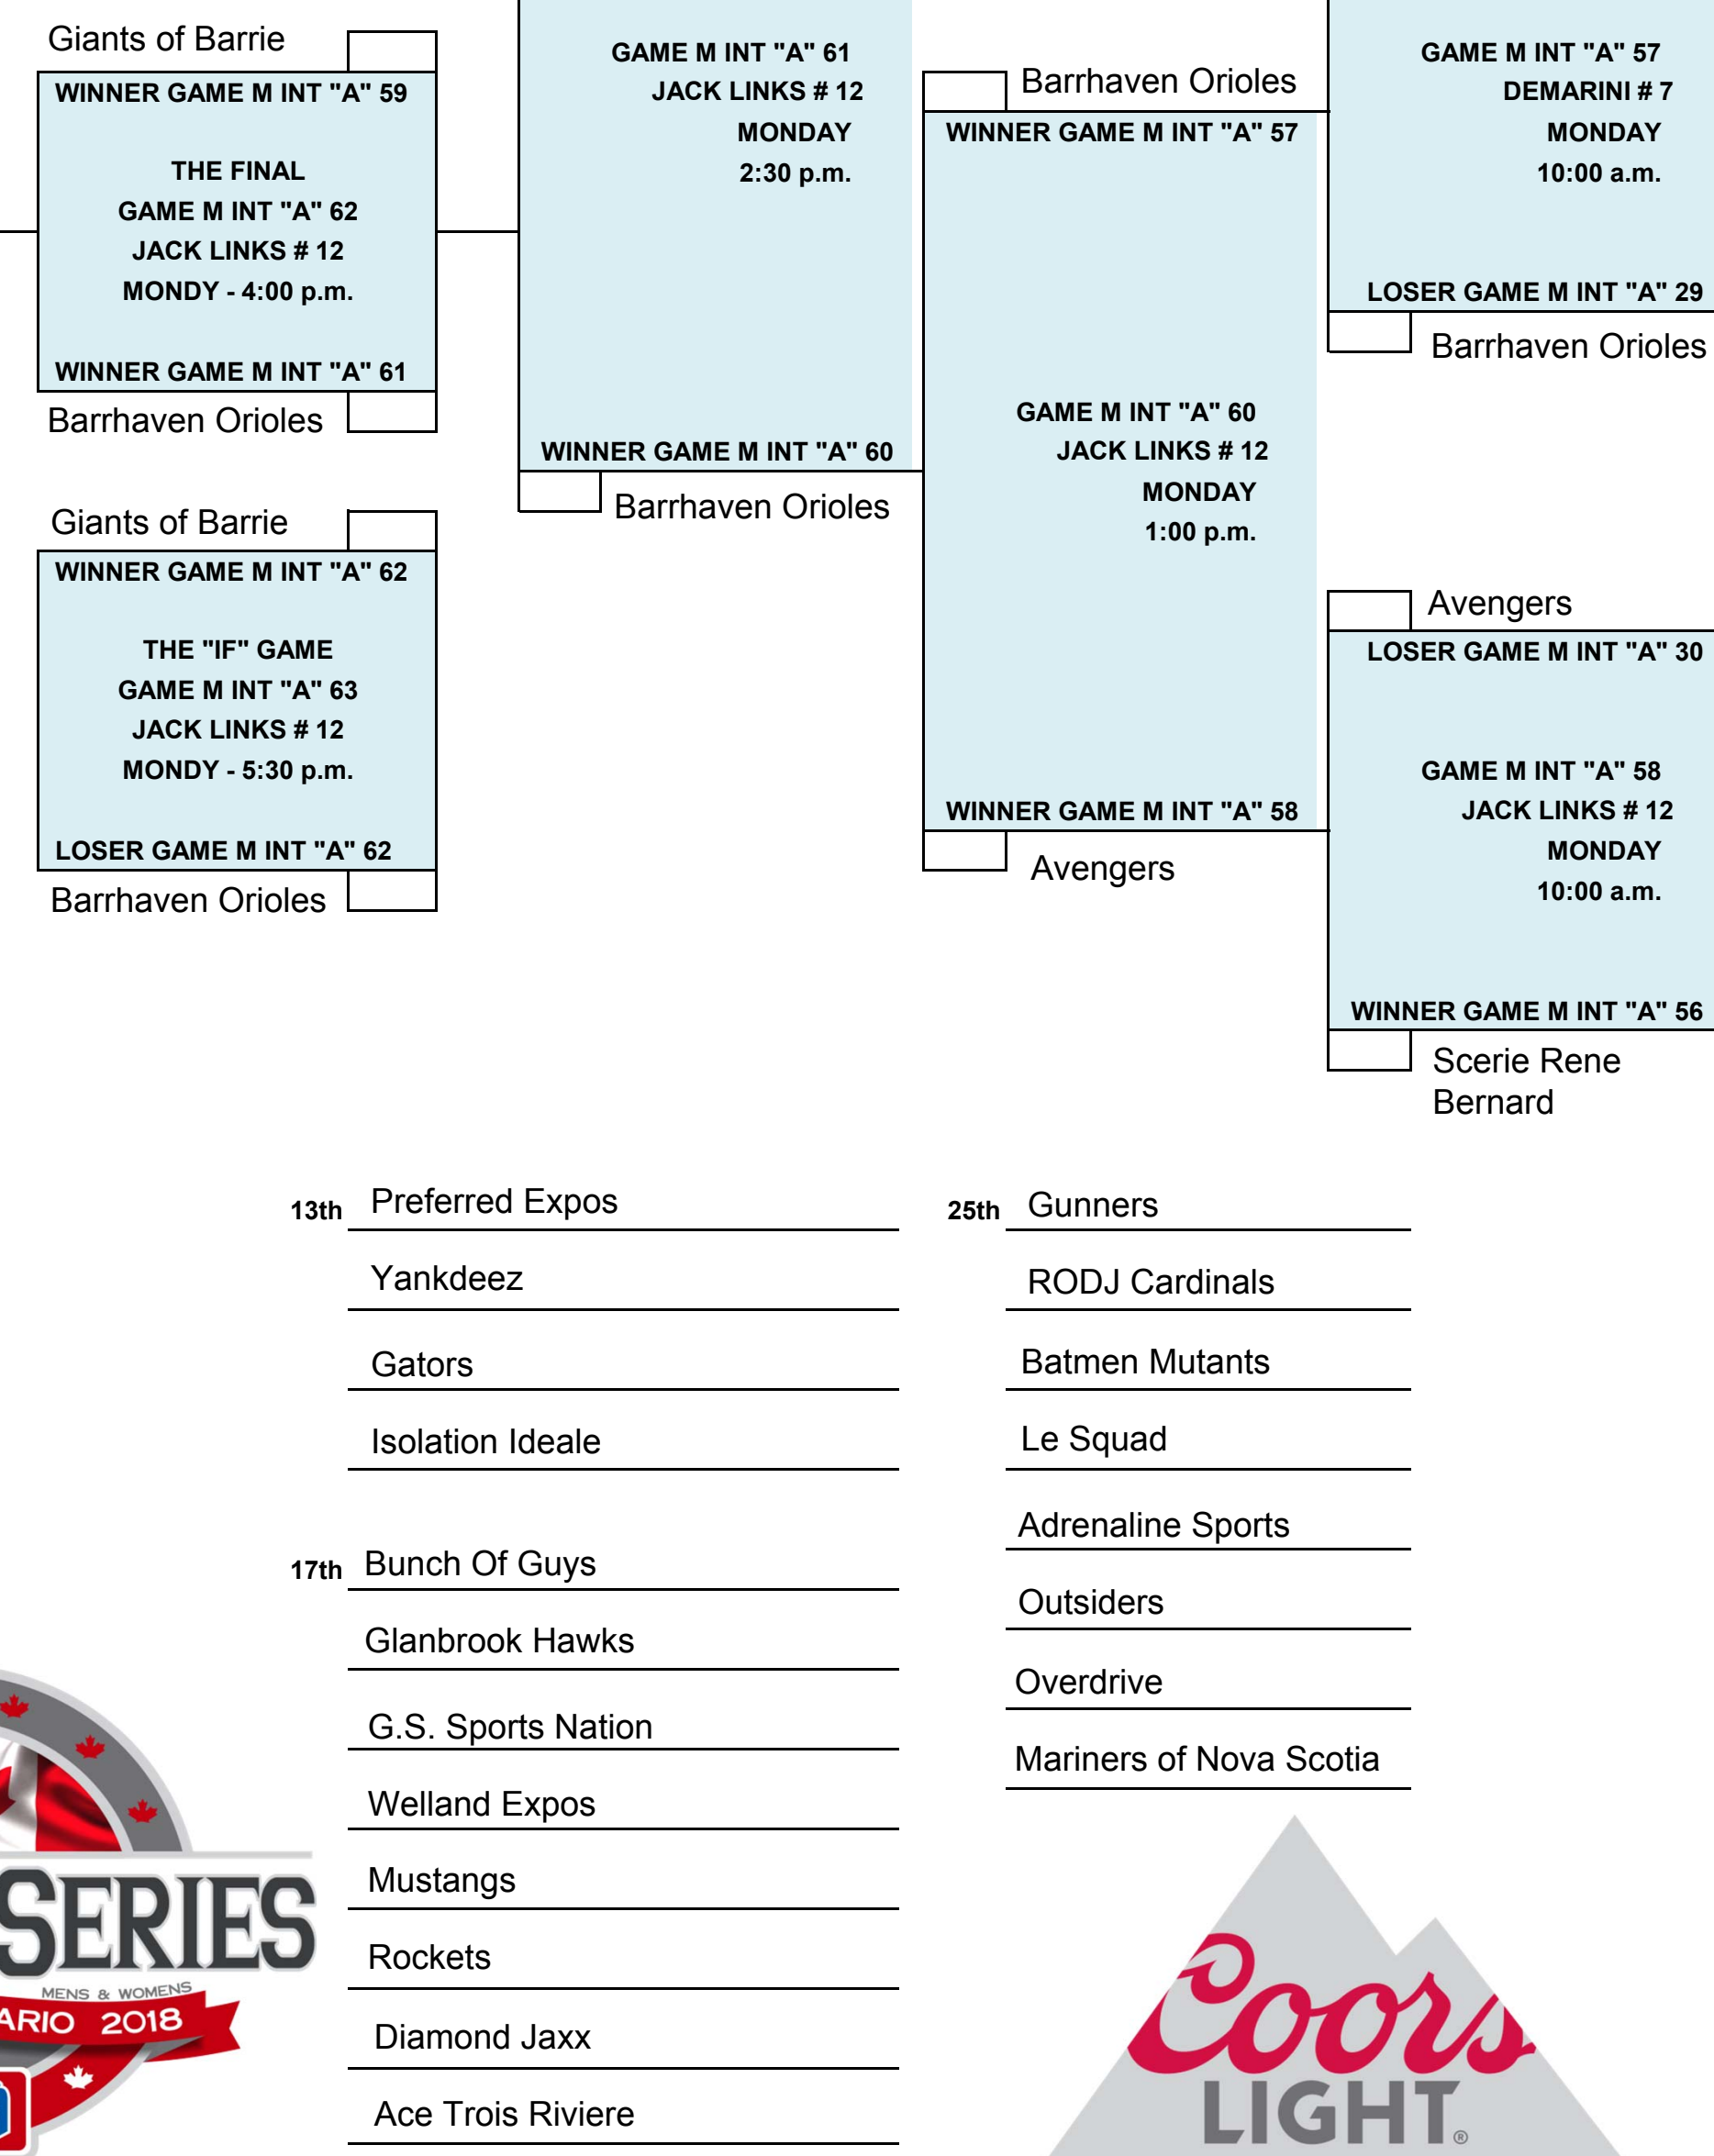 Giants of Barrie
WINNER GAME M INT "A" 59
THE FINAL
GAME M INT "A" 62
JACK LINKS # 12
MONDY - 4:00 p.m.
WINNER GAME M INT "A" 61
Barrhaven Orioles
Giants of Barrie
WINNER GAME M INT "A" 62
THE "IF" GAME
GAME M INT "A" 63
JACK LINKS # 12
MONDY - 5:30 p.m.
LOSER GAME M INT "A" 62
Barrhaven Orioles
GAME M INT "A" 61
JACK LINKS # 12
MONDAY
2:30 p.m.
WINNER GAME M INT "A" 60
Barrhaven Orioles
Barrhaven Orioles
WINNER GAME M INT "A" 57
GAME M INT "A" 60
JACK LINKS # 12
MONDAY
1:00 p.m.
WINNER GAME M INT "A" 58
Avengers
GAME M INT "A" 57
DEMARINI # 7
MONDAY
10:00 a.m.
LOSER GAME M INT "A" 29
Barrhaven Orioles
Avengers
LOSER GAME M INT "A" 30
GAME M INT "A" 58
JACK LINKS # 12
MONDAY
10:00 a.m.
WINNER GAME M INT "A" 56
Scerie Rene
Bernard
13th Preferred Expos
Yankdeez
Gators
Isolation Ideale
17th Bunch Of Guys
Glanbrook Hawks
G.S. Sports Nation
Welland Expos
Mustangs
Rockets
Diamond Jaxx
Ace Trois Riviere
25th Gunners
RODJ Cardinals
Batmen Mutants
Le Squad
Adrenaline Sports
Outsiders
Overdrive
Mariners of Nova Scotia
SERIES
MENS & WOMENS
ARIO 2018
Coors
LIGHT®